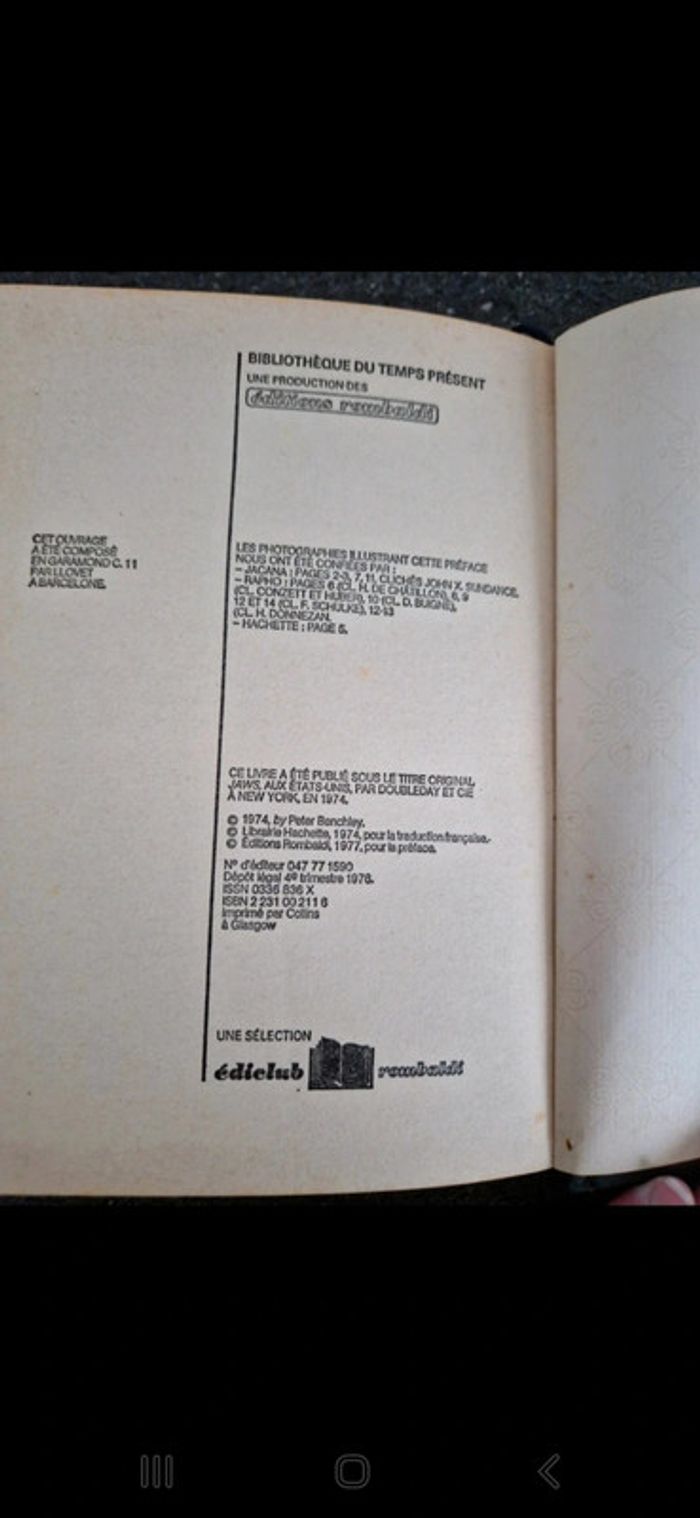 BIBLIOTHÈQUE DU TEMPS PRÉSENT
UNE PRODUCTION DES
éditions rombaldi
CET OUVRAGE
A ÉTÉ COMPOSÉ
EN GARAMOND C. 11
PAR LLOVET
A BARCELONE.
LES PHOTOGRAPHIES ILLUSTRANT CETTE PRÉFACE
NOUS ONT ÉTÉ CONFIÉES PAR :
– JACANA : PAGES 2-3, 7, 11, CLICHÉS JOHN X. SUNDANCE.
– RAPHO : PAGES 6 (CL. H. DE CHÂTILLON), 8, 9
(CL. CONZETT ET HUBER), 10 (CL. D. BUIGNÉ),
12 ET 14 (CL. F. SCHULKE), 12-13
(CL. H. DONNEZAN.
– HACHETTE : PAGE 5.
CE LIVRE A ÉTÉ PUBLIÉ SOUS LE TITRE ORIGINAL
JAWS, AUX ÉTATS-UNIS, PAR DOUBLEDAY ET CIE
À NEW YORK, EN 1974.
© 1974, by Peter Benchley.
© Librairie Hachette, 1974, pour la traduction française.
© Éditions Rombaldi, 1977, pour la préface.
N° d'éditeur 047 77 1590
Dépôt légal 4e trimestre 1978.
ISSN 0336 836 X
ISBN 2 231 00 211 6
Imprimé par Collins
à Glasgow
UNE SÉLECTION
édiclub rombaldi